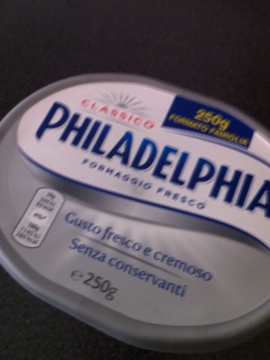 CLASSICO
250g
FORMATO FAMIGLIA
PHILADELPHIA
FORMAGGIO FRESCO
Gusto fresco e cremoso
Senza conservanti
e 250g